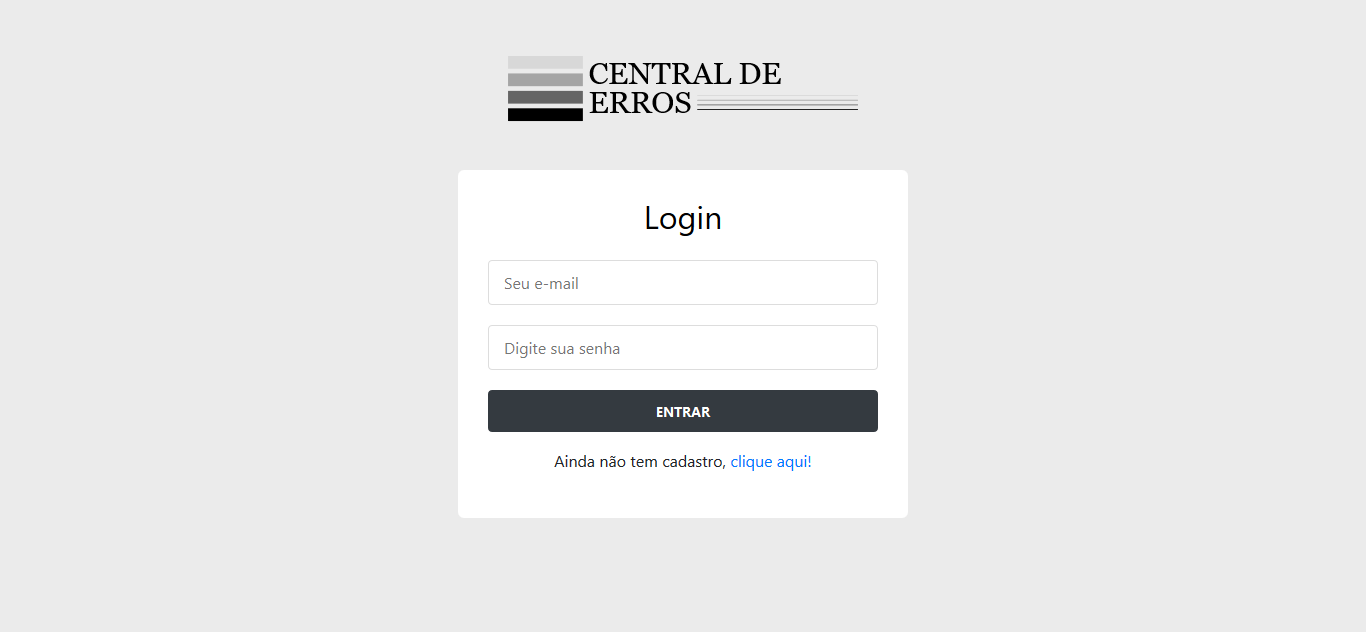 CENTRAL DE
ERROS
Login
Seu e-mail
Digite sua senha
ENTRAR
Ainda não tem cadastro, clique aqui!